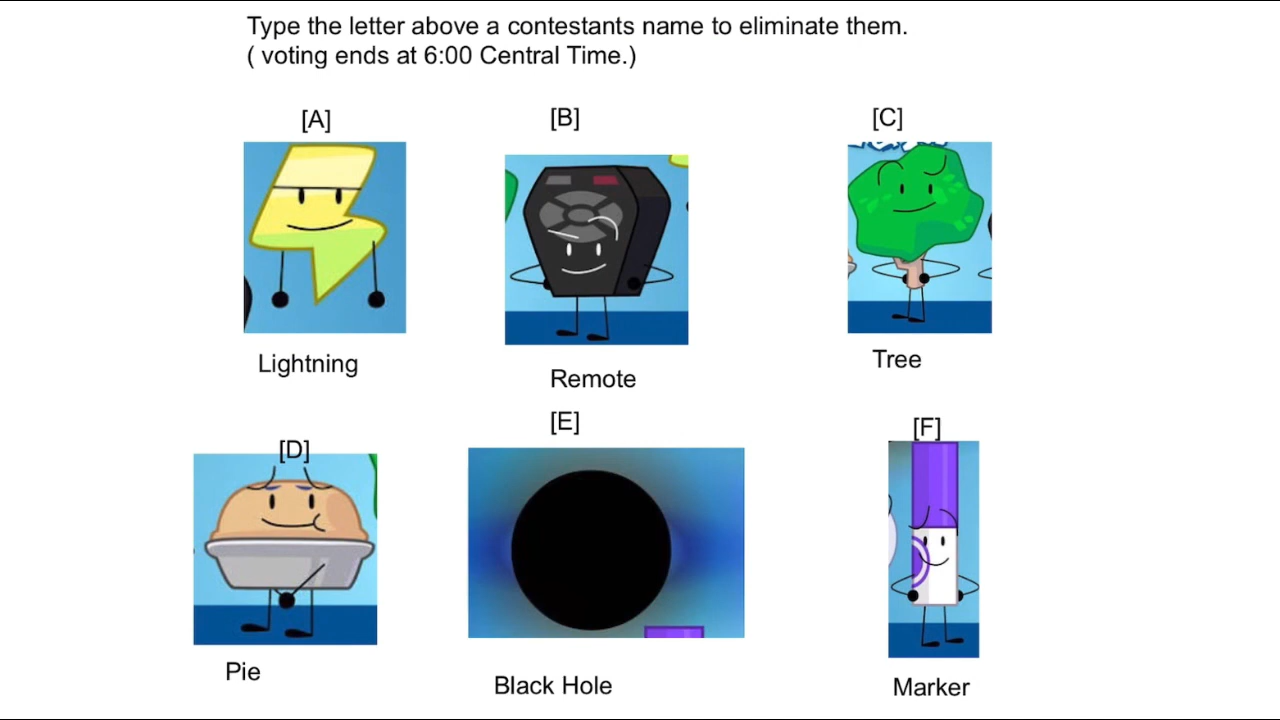 Type the letter above a contestants name to eliminate them.
( voting ends at 6:00 Central Time.)
[A]
[B]
[C]
Lightning
Remote
Tree
[D]
[E]
[F]
Pie
Black Hole
Marker